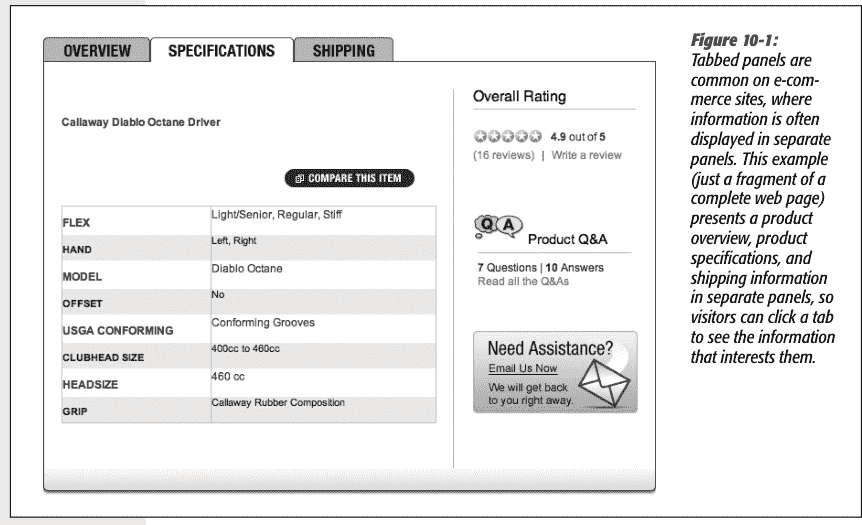 OVERVIEW SPECIFICATIONS SHIPPING
Callaway Diablo Octane Driver
COMPARE THIS ITEM
FLEX Light/Senior, Regular, Stiff
HAND Left, Right
MODEL Diablo Octane
OFFSET No
USGA CONFORMING Conforming Grooves
CLUBHEAD SIZE 400cc to 460cc
HEADSIZE 460 cc
GRIP Callaway Rubber Composition
Overall Rating
4.9 out of 5
(16 reviews) | Write a review
Q A Product Q&A
7 Questions | 10 Answers
Read all the Q&As
Need Assistance?
Email Us Now
We will get back
to you right away.
Figure 10-1:
Tabbed panels are
common on e-com-
merce sites, where
information is often
displayed in separate
panels. This example
(just a fragment of a
complete web page)
presents a product
overview, product
specifications, and
shipping information
in separate panels, so
visitors can click a tab
to see the information
that interests them.